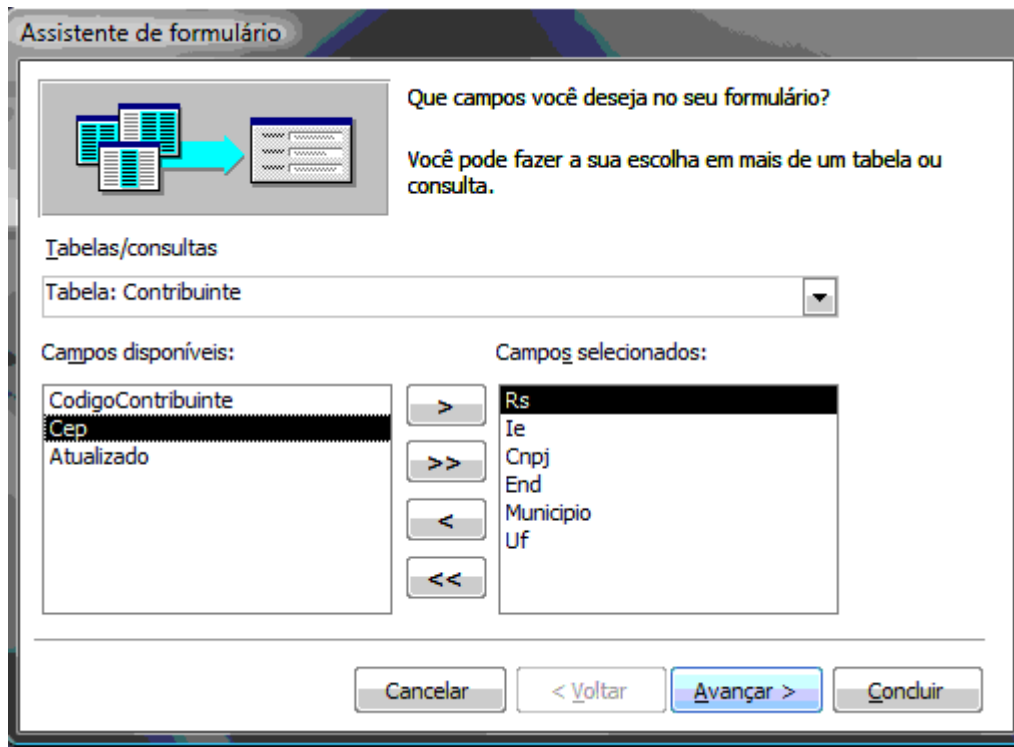 Assistente de formulário
Que campos você deseja no seu formulário?
Você pode fazer a sua escolha em mais de um tabela ou
consulta.
Tabelas/consultas
Tabela: Contribuinte
Campos disponíveis:
Campos selecionados:
CodigoContribuinte
Cep
Atualizado
>
>>
<
<<
Rs
Ie
Cnpj
End
Municipio
Uf
Cancelar
< Voltar
Avançar >
Concluir